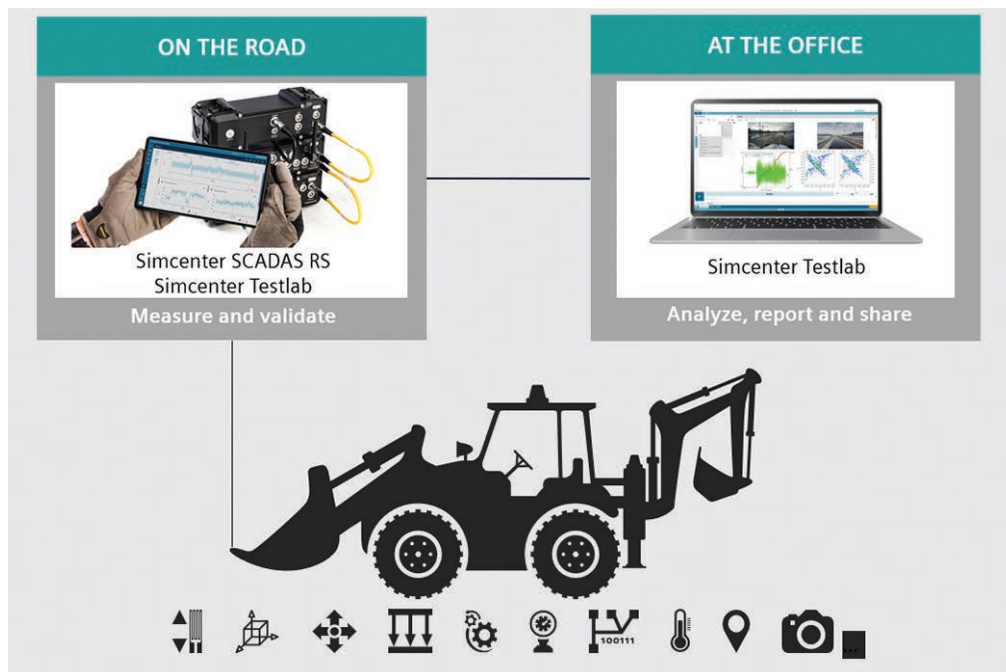 ON THE ROAD
Simcenter SCADAS RS
Simcenter Testlab
Measure and validate
AT THE OFFICE
Simcenter Testlab
Analyze, report and share
100111
...